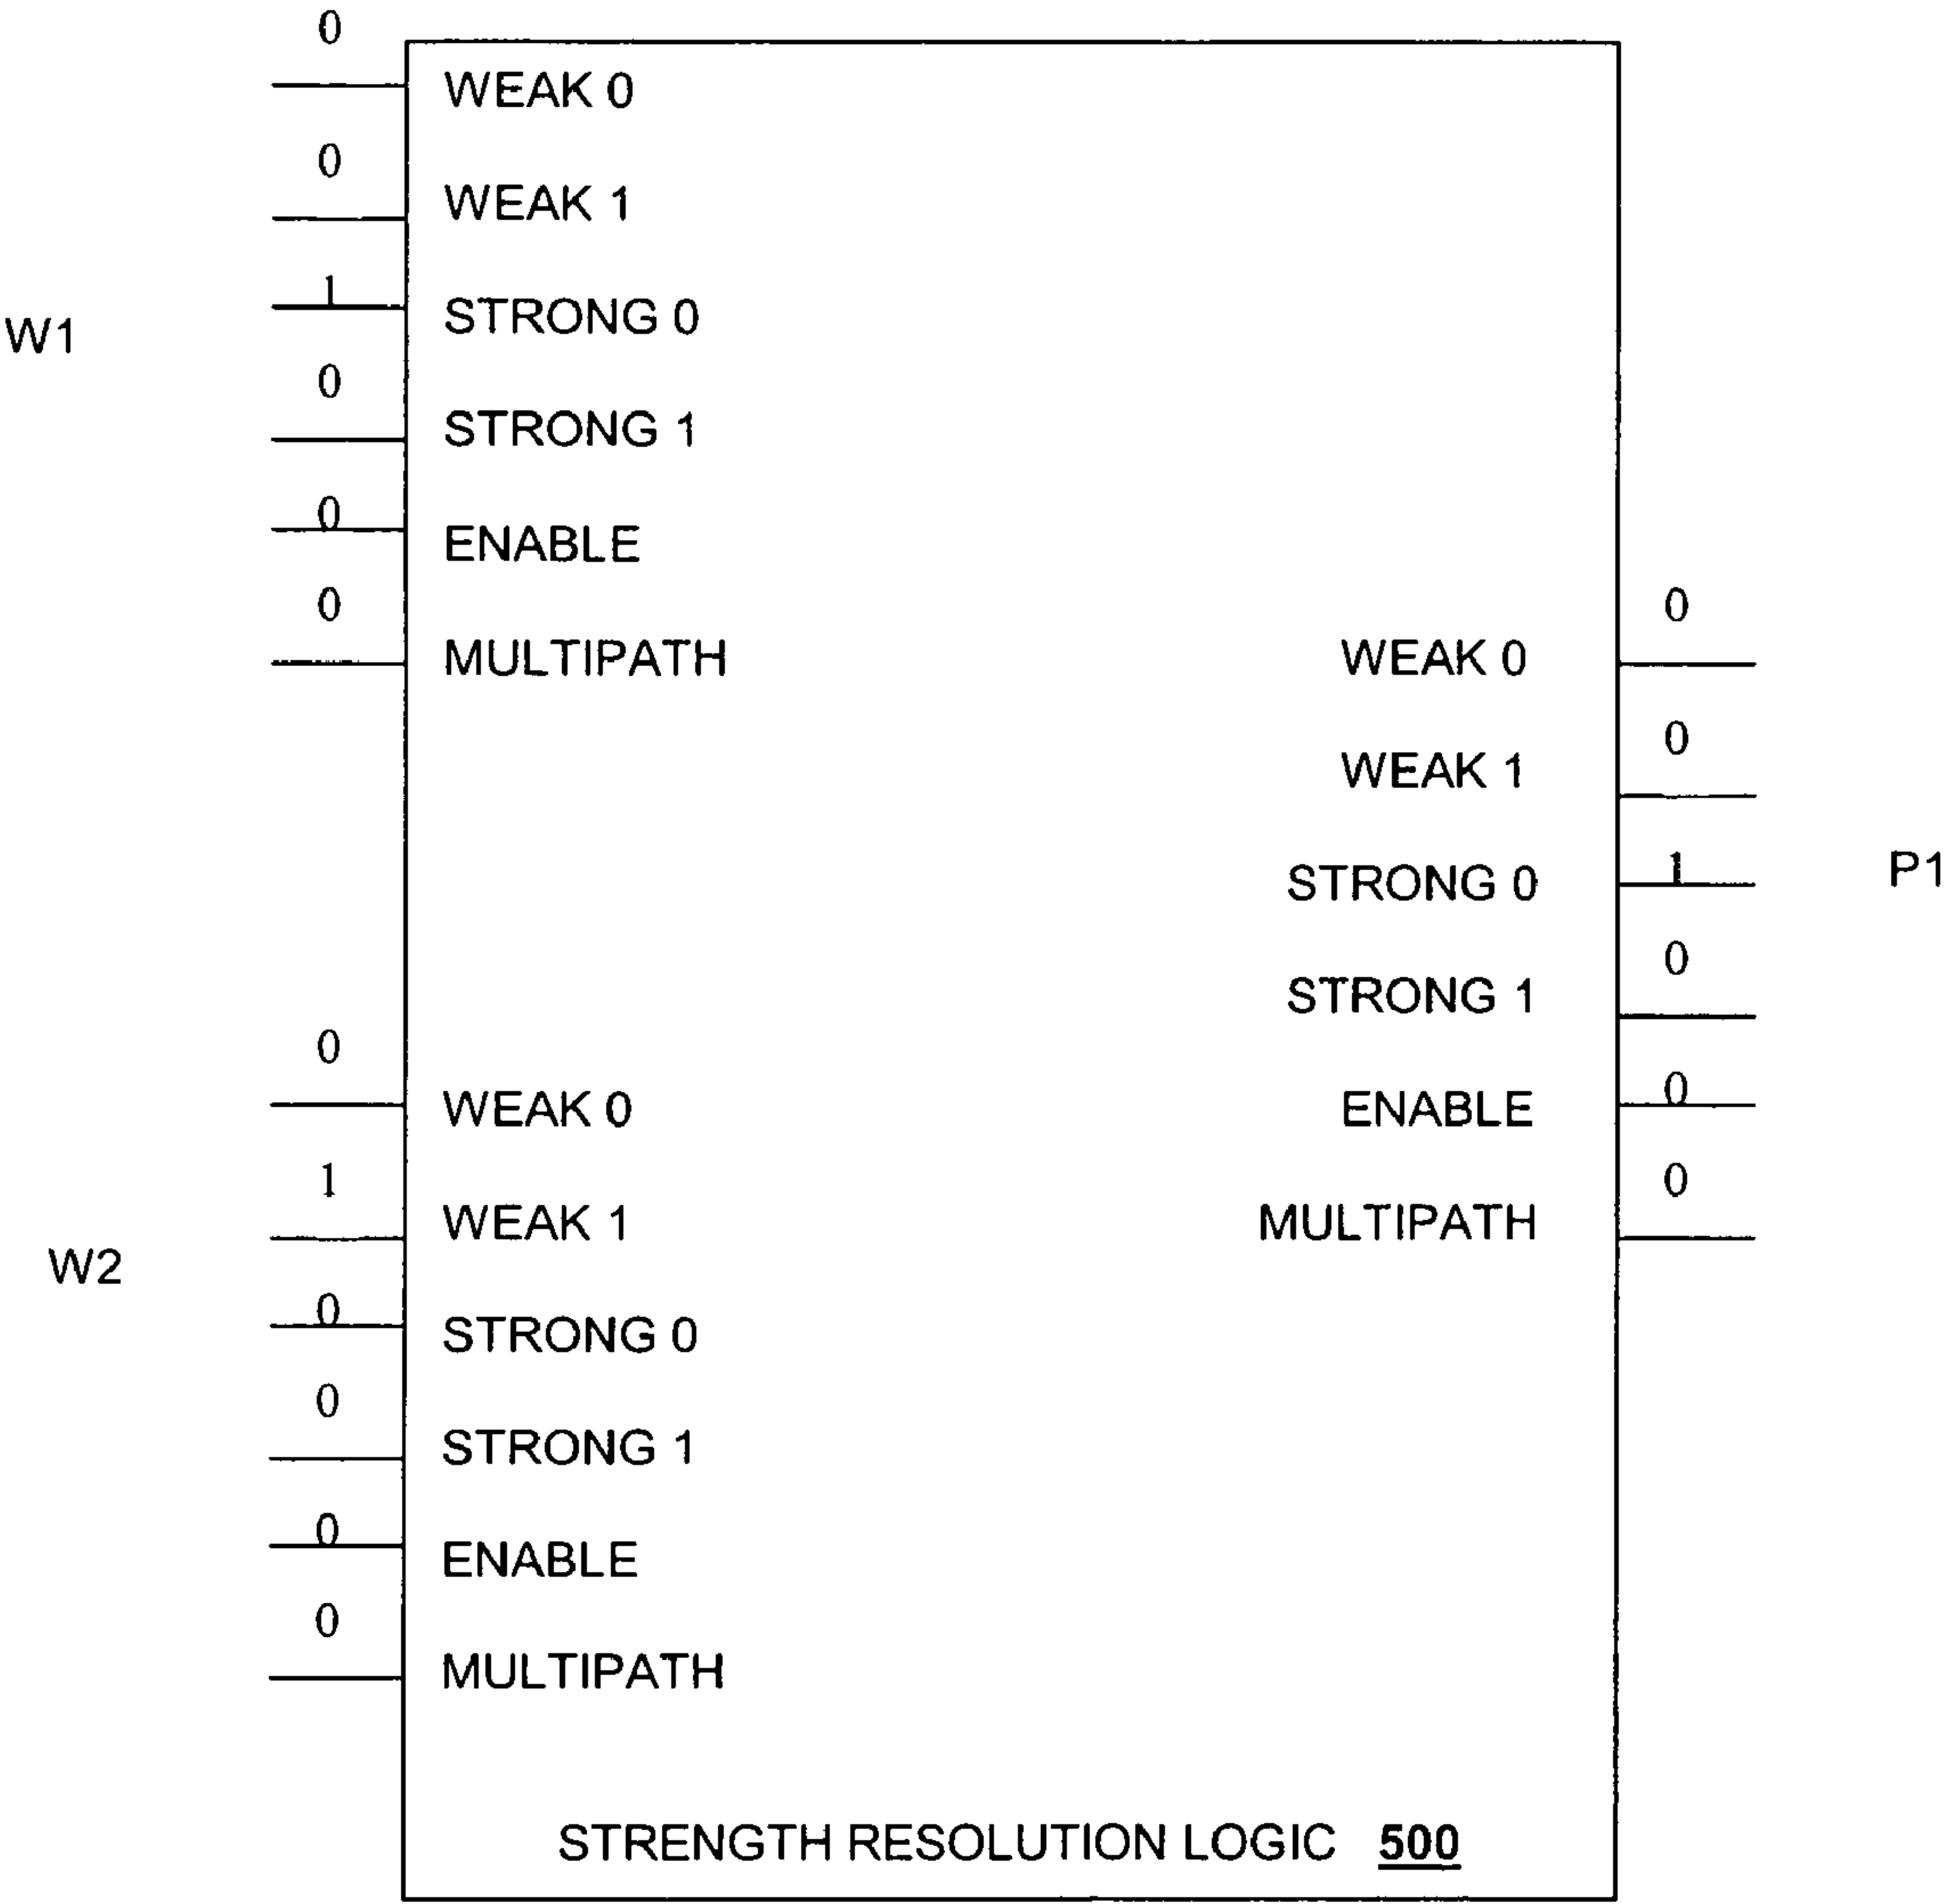 0
WEAK 0
0
WEAK 1
1
STRONG 0
W1
0
STRONG 1
0
ENABLE
0
MULTIPATH
0
WEAK 0
0
WEAK 1
1
STRONG 0
P1
0
STRONG 1
0
ENABLE
0
MULTIPATH
0
WEAK 0
1
WEAK 1
W2
0
STRONG 0
0
STRONG 1
0
ENABLE
0
MULTIPATH
STRENGTH RESOLUTION LOGIC 500